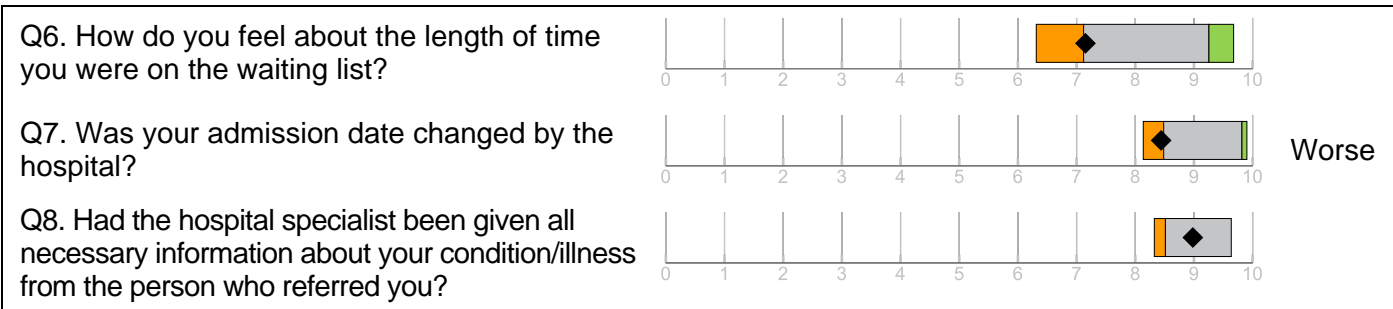 Q6. How do you feel about the length of time
you were on the waiting list?
0 1 2 3 4 5 6 7 8 9 10
Q7. Was your admission date changed by the
hospital?
Worse
0 1 2 3 4 5 6 7 8 9 10
Q8. Had the hospital specialist been given all
necessary information about your condition/illness
from the person who referred you?
0 1 2 3 4 5 6 7 8 9 10